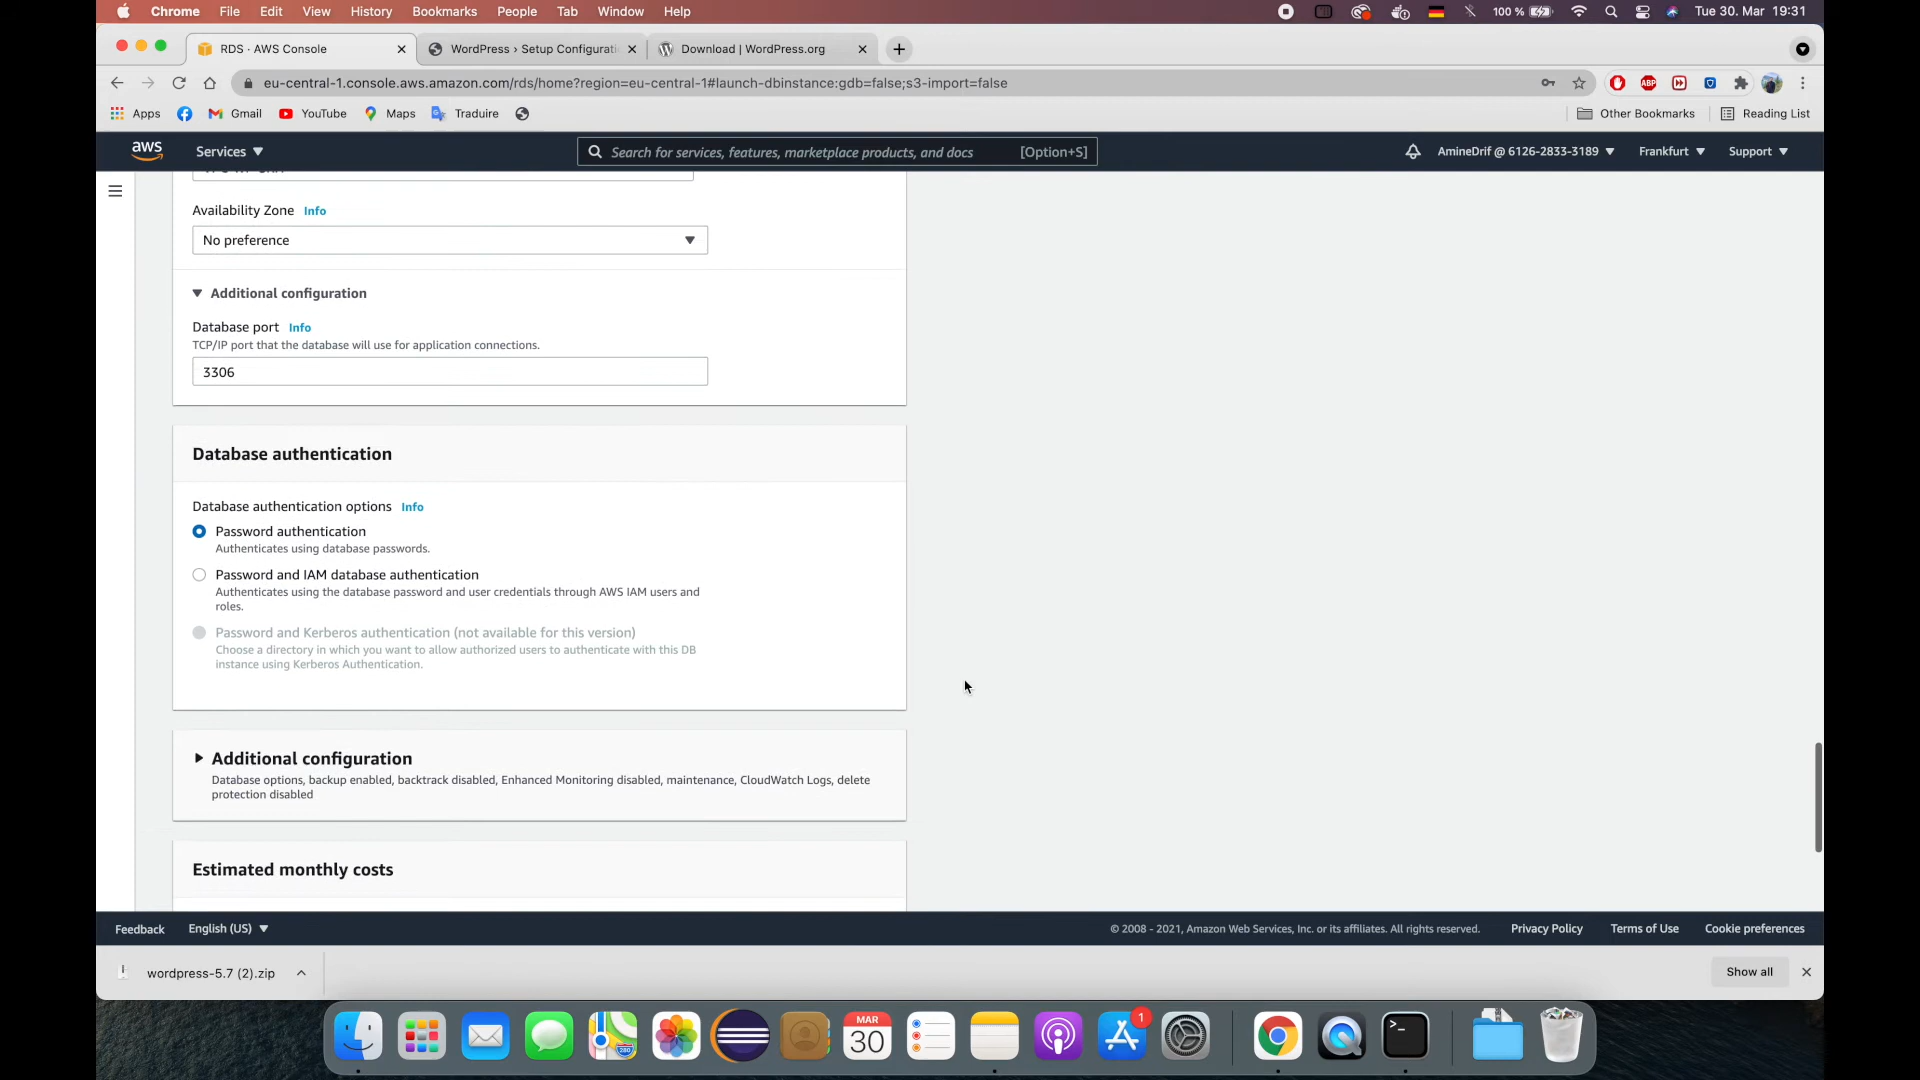 Chrome File Edit View History Bookmarks People Tab Window Help 100 % Tue 30. Mar 19:31
RDS · AWS Console WordPress › Setup Configurati Download | WordPress.org
eu-central-1.console.aws.amazon.com/rds/home?region=eu-central-1#launch-dbinstance:gdb=false;s3-import=false ABP
Apps Gmail YouTube Maps Traduire Other Bookmarks Reading List
aws Services Search for services, features, marketplace products, and docs [Option+S] AmineDrif @ 6126-2833-3189 Frankfurt Support
Availability Zone Info
No preference
Additional configuration
Database port Info
TCP/IP port that the database will use for application connections.
3306
Database authentication
Database authentication options Info
Password authentication
Authenticates using database passwords.
Password and IAM database authentication
Authenticates using the database password and user credentials through AWS IAM users and
roles.
Password and Kerberos authentication (not available for this version)
Choose a directory in which you want to allow authorized users to authenticate with this DB
instance using Kerberos Authentication.
Additional configuration
Database options, backup enabled, backtrack disabled, Enhanced Monitoring disabled, maintenance, CloudWatch Logs, delete
protection disabled
Estimated monthly costs
Feedback English (US) © 2008 - 2021, Amazon Web Services, Inc. or its affiliates. All rights reserved. Privacy Policy Terms of Use Cookie preferences
wordpress-5.7 (2).zip Show all
MAR
30
280
1
>_